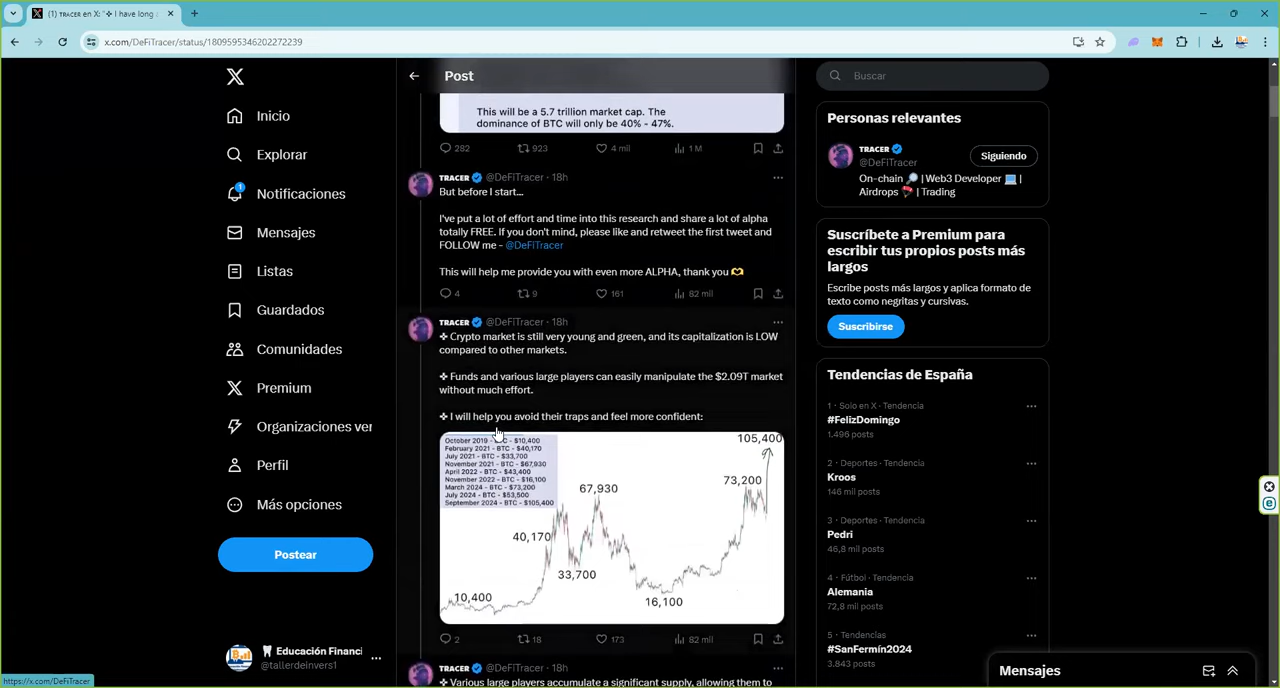 (1) TRACER en X: "✣ I have long
x.com/DeFiTracer/status/1809595346202272239
Inicio
Explorar
1
Notificaciones
Mensajes
Listas
Guardados
Comunidades
Premium
Organizaciones ver
Perfil
Más opciones
Postear
Educación Financi
@tallerdeinvers1
https://x.com/DeFiTracer
Post
This will be a 5.7 trillion market cap. The
dominance of BTC will only be 40% - 47%.
282 923 4 mil 1 M
TRACER @DeFiTracer · 18h
But before I start...
I've put a lot of effort and time into this research and share a lot of alpha
totally FREE. If you don't mind, please like and retweet the first tweet and
FOLLOW me - @DeFiTracer
This will help me provide you with even more ALPHA, thank you 🫶
4 9 161 82 mil
TRACER @DeFiTracer · 18h
✣ Crypto market is still very young and green, and its capitalization is LOW
compared to other markets.
✣ Funds and various large players can easily manipulate the $2.09T market
without much effort.
✣ I will help you avoid their traps and feel more confident:
October 2019 - BTC - $10,400
February 2021 - BTC - $40,170
July 2021 - BTC - $33,700
November 2021 - BTC - $67,930
April 2022 - BTC - $43,400
November 2022 - BTC - $16,100
March 2024 - BTC - $73,200
July 2024 - BTC - $53,500
September 2024 - BTC - $105,400
105,400
73,200
67,930
40,170
33,700
10,400
16,100
2 18 173 82 mil
TRACER @DeFiTracer · 18h
✣ Various large players accumulate a significant supply, allowing them to
Buscar
Personas relevantes
TRACER
@DeFiTracer
Siguiendo
On-chain 🔎 | Web3 Developer 💻 |
Airdrops 🪂 | Trading
Suscríbete a Premium para
escribir tus propios posts más
largos
Escribe posts más largos y aplica formato de
texto como negritas y cursivas.
Suscribirse
Tendencias de España
1 · Solo en X · Tendencia
#FelizDomingo
1.496 posts
2 · Deportes · Tendencia
Kroos
146 mil posts
3 · Deportes · Tendencia
Pedri
46,8 mil posts
4 · Fútbol · Tendencia
Alemania
72,8 mil posts
5 · Tendencias
#SanFermín2024
3.843 posts
Mensajes